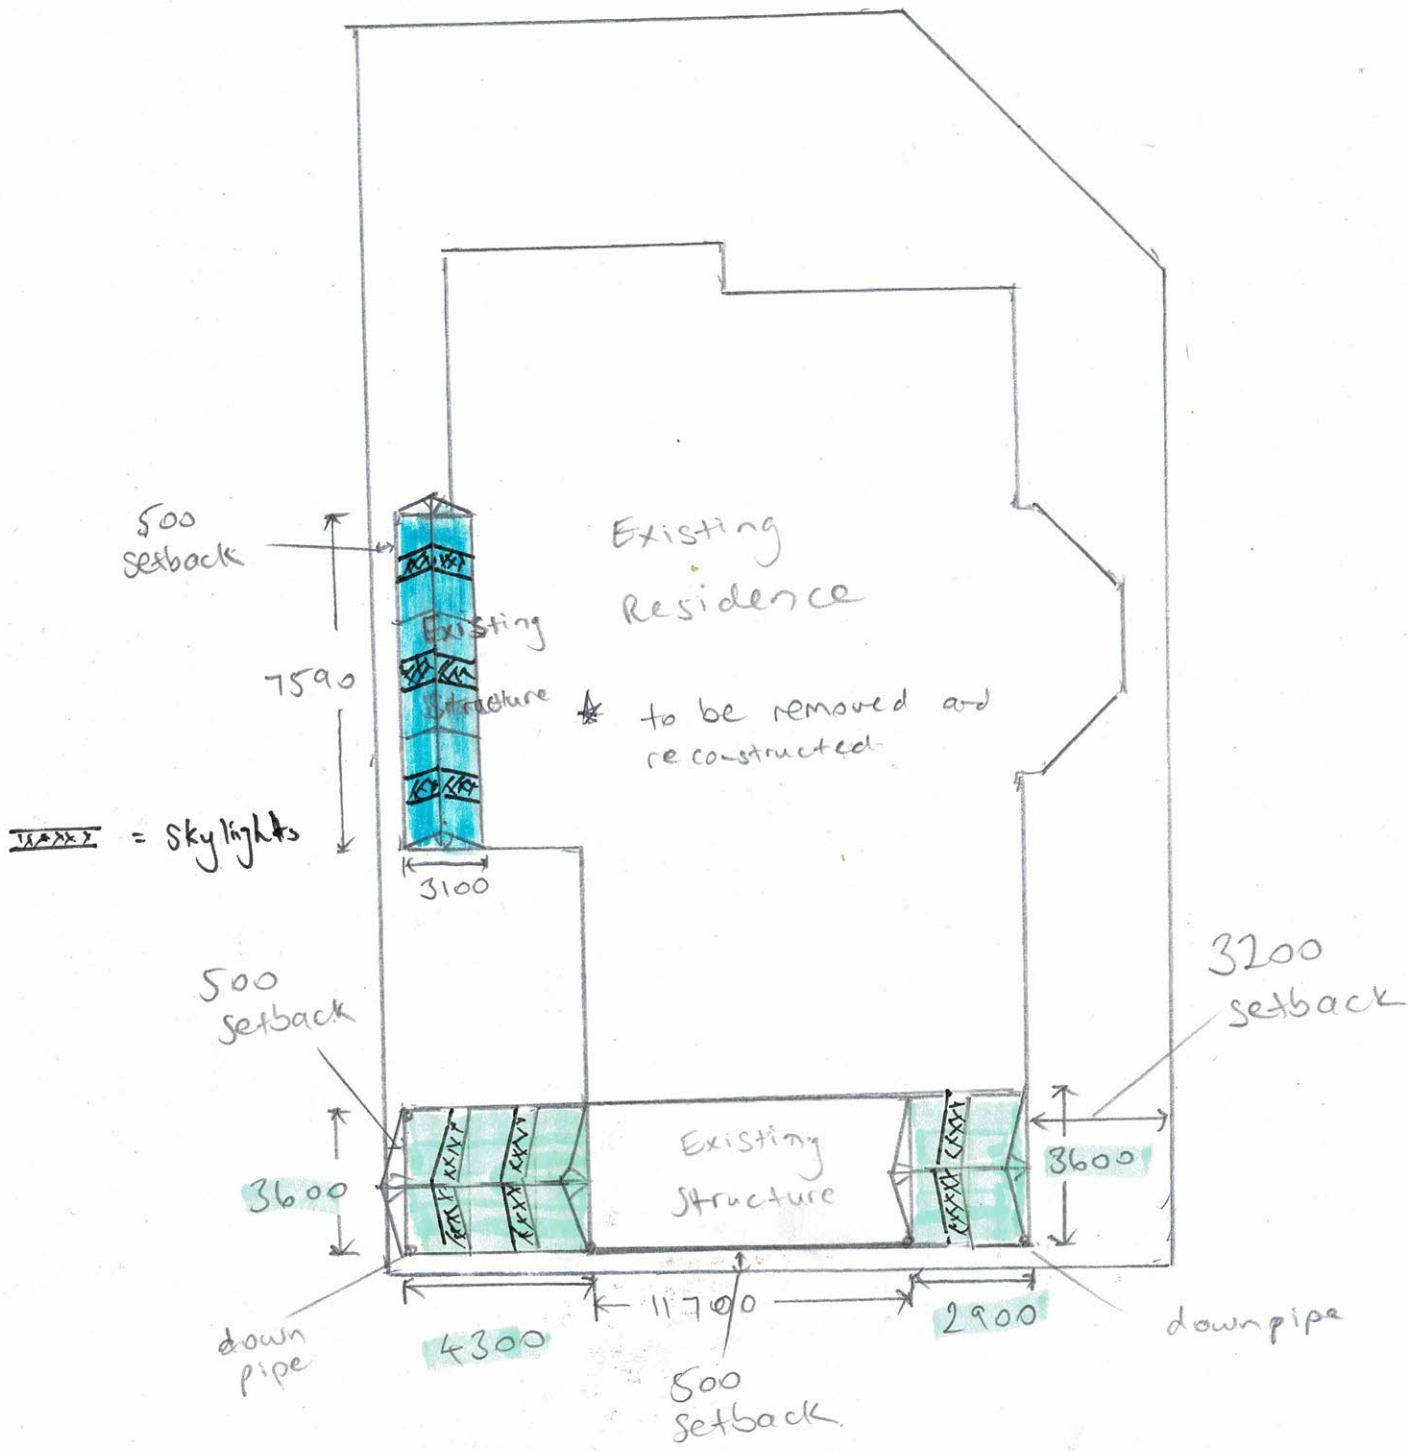 500
setback
Existing
Residence
7590
Existing
Structure
* to be removed and
reconstructed
= Skylights
3100
500
setback
3200
setback
3600
Existing
Structure
3600
down
pipe
4300
11700
2900
downpipe
500
setback